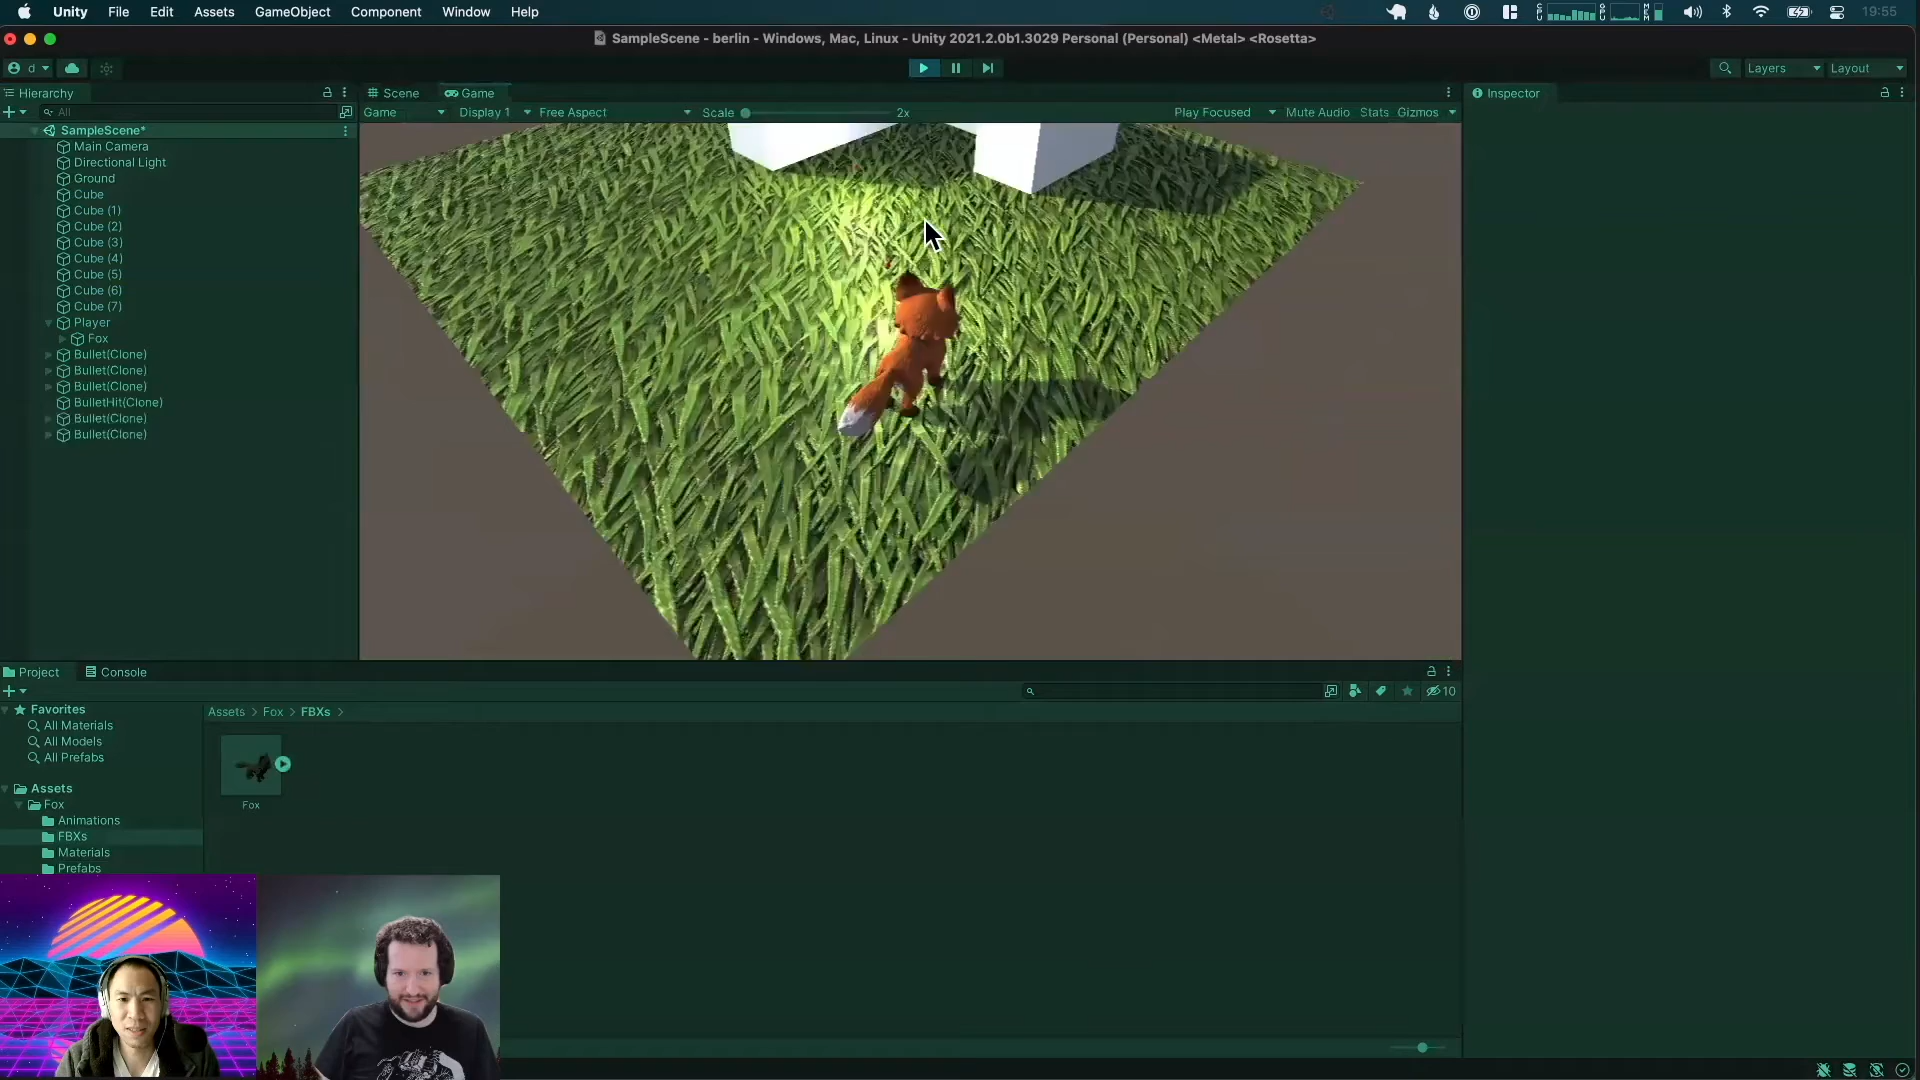 Unity File Edit Assets GameObject Component Window Help 19:55
SampleScene - berlin - Windows, Mac, Linux - Unity 2021.2.0b1.3029 Personal (Personal) <Metal> <Rosetta>
d Layers Layout
Hierarchy Scene Game Inspector
All Game Display 1 Free Aspect Scale 2x Play Focused Mute Audio Stats Gizmos
SampleScene*
Main Camera
Directional Light
Ground
Cube
Cube (1)
Cube (2)
Cube (3)
Cube (4)
Cube (5)
Cube (6)
Cube (7)
Player
Fox
Bullet(Clone)
Bullet(Clone)
Bullet(Clone)
BulletHit(Clone)
Bullet(Clone)
Bullet(Clone)
Project Console
10
Favorites Assets > Fox > FBXs >
All Materials
All Models
All Prefabs
Assets
Fox Fox
Animations
FBXs
Materials
Prefabs